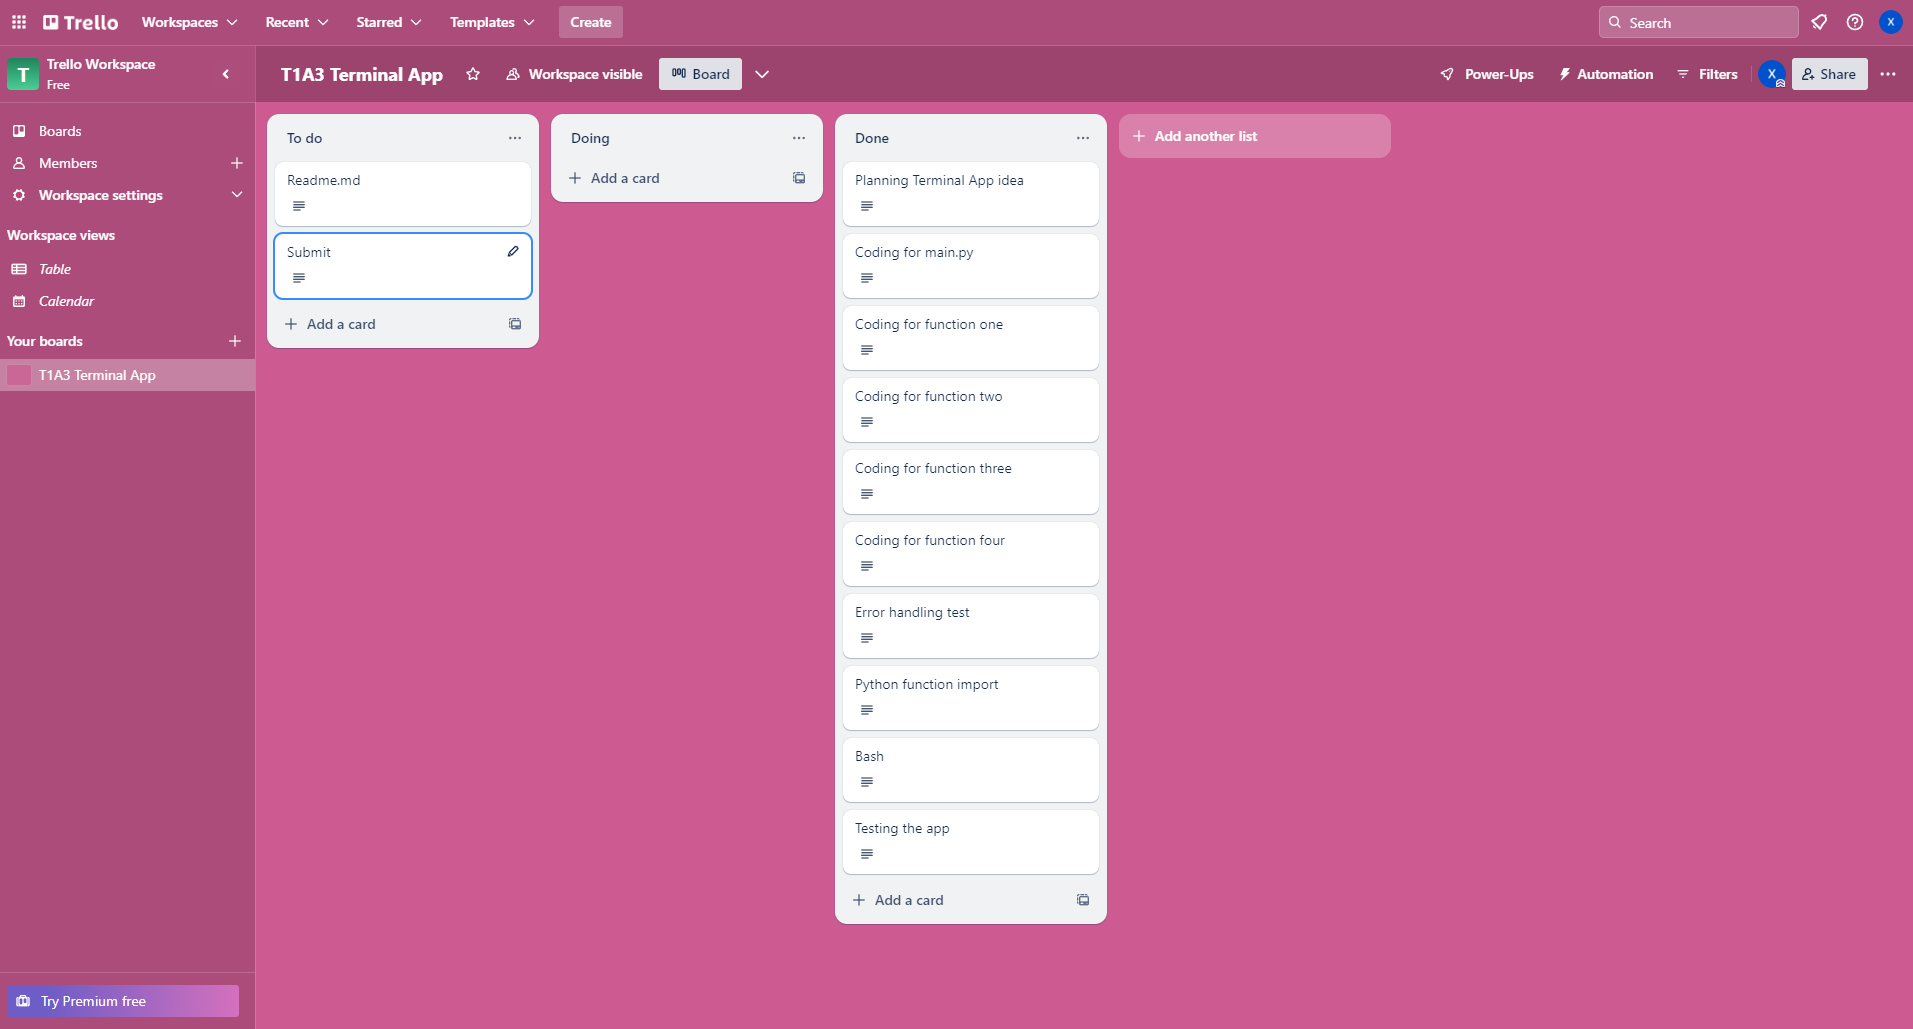 Trello
Workspaces
Recent
Starred
Templates
Create
Search
X
T
Trello Workspace
Free
T1A3 Terminal App
Workspace visible
Board
Power-Ups
Automation
Filters
X
Share
Boards
Members
Workspace settings
Workspace views
Table
Calendar
Your boards
T1A3 Terminal App
Try Premium free
To do
Readme.md
Submit
Add a card
Doing
Add a card
Done
Planning Terminal App idea
Coding for main.py
Coding for function one
Coding for function two
Coding for function three
Coding for function four
Error handling test
Python function import
Bash
Testing the app
Add a card
Add another list